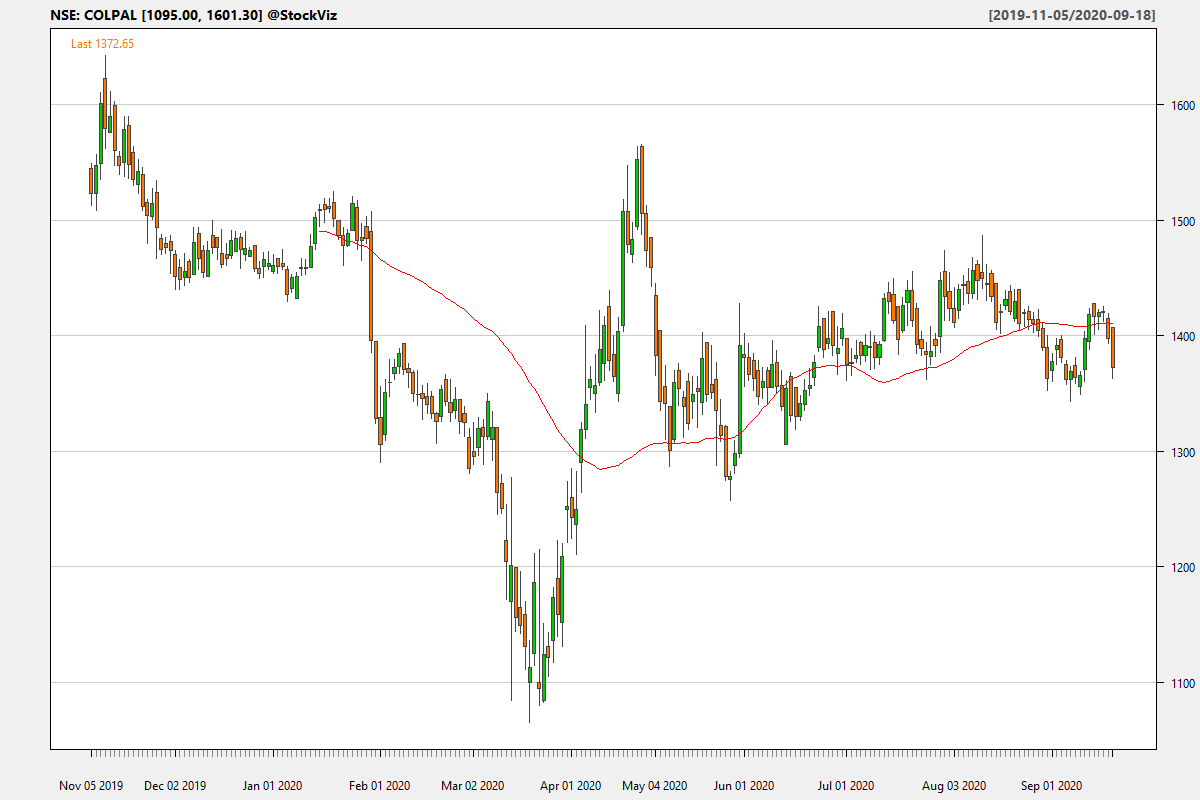 NSE: COLPAL [1095.00, 1601.30] @StockViz
[2019-11-05/2020-09-18]
Last 1372.65
1600
1500
1400
1300
1200
1100
Nov 05 2019 Dec 02 2019 Jan 01 2020 Feb 01 2020 Mar 02 2020 Apr 01 2020 May 04 2020 Jun 01 2020 Jul 01 2020 Aug 03 2020 Sep 01 2020